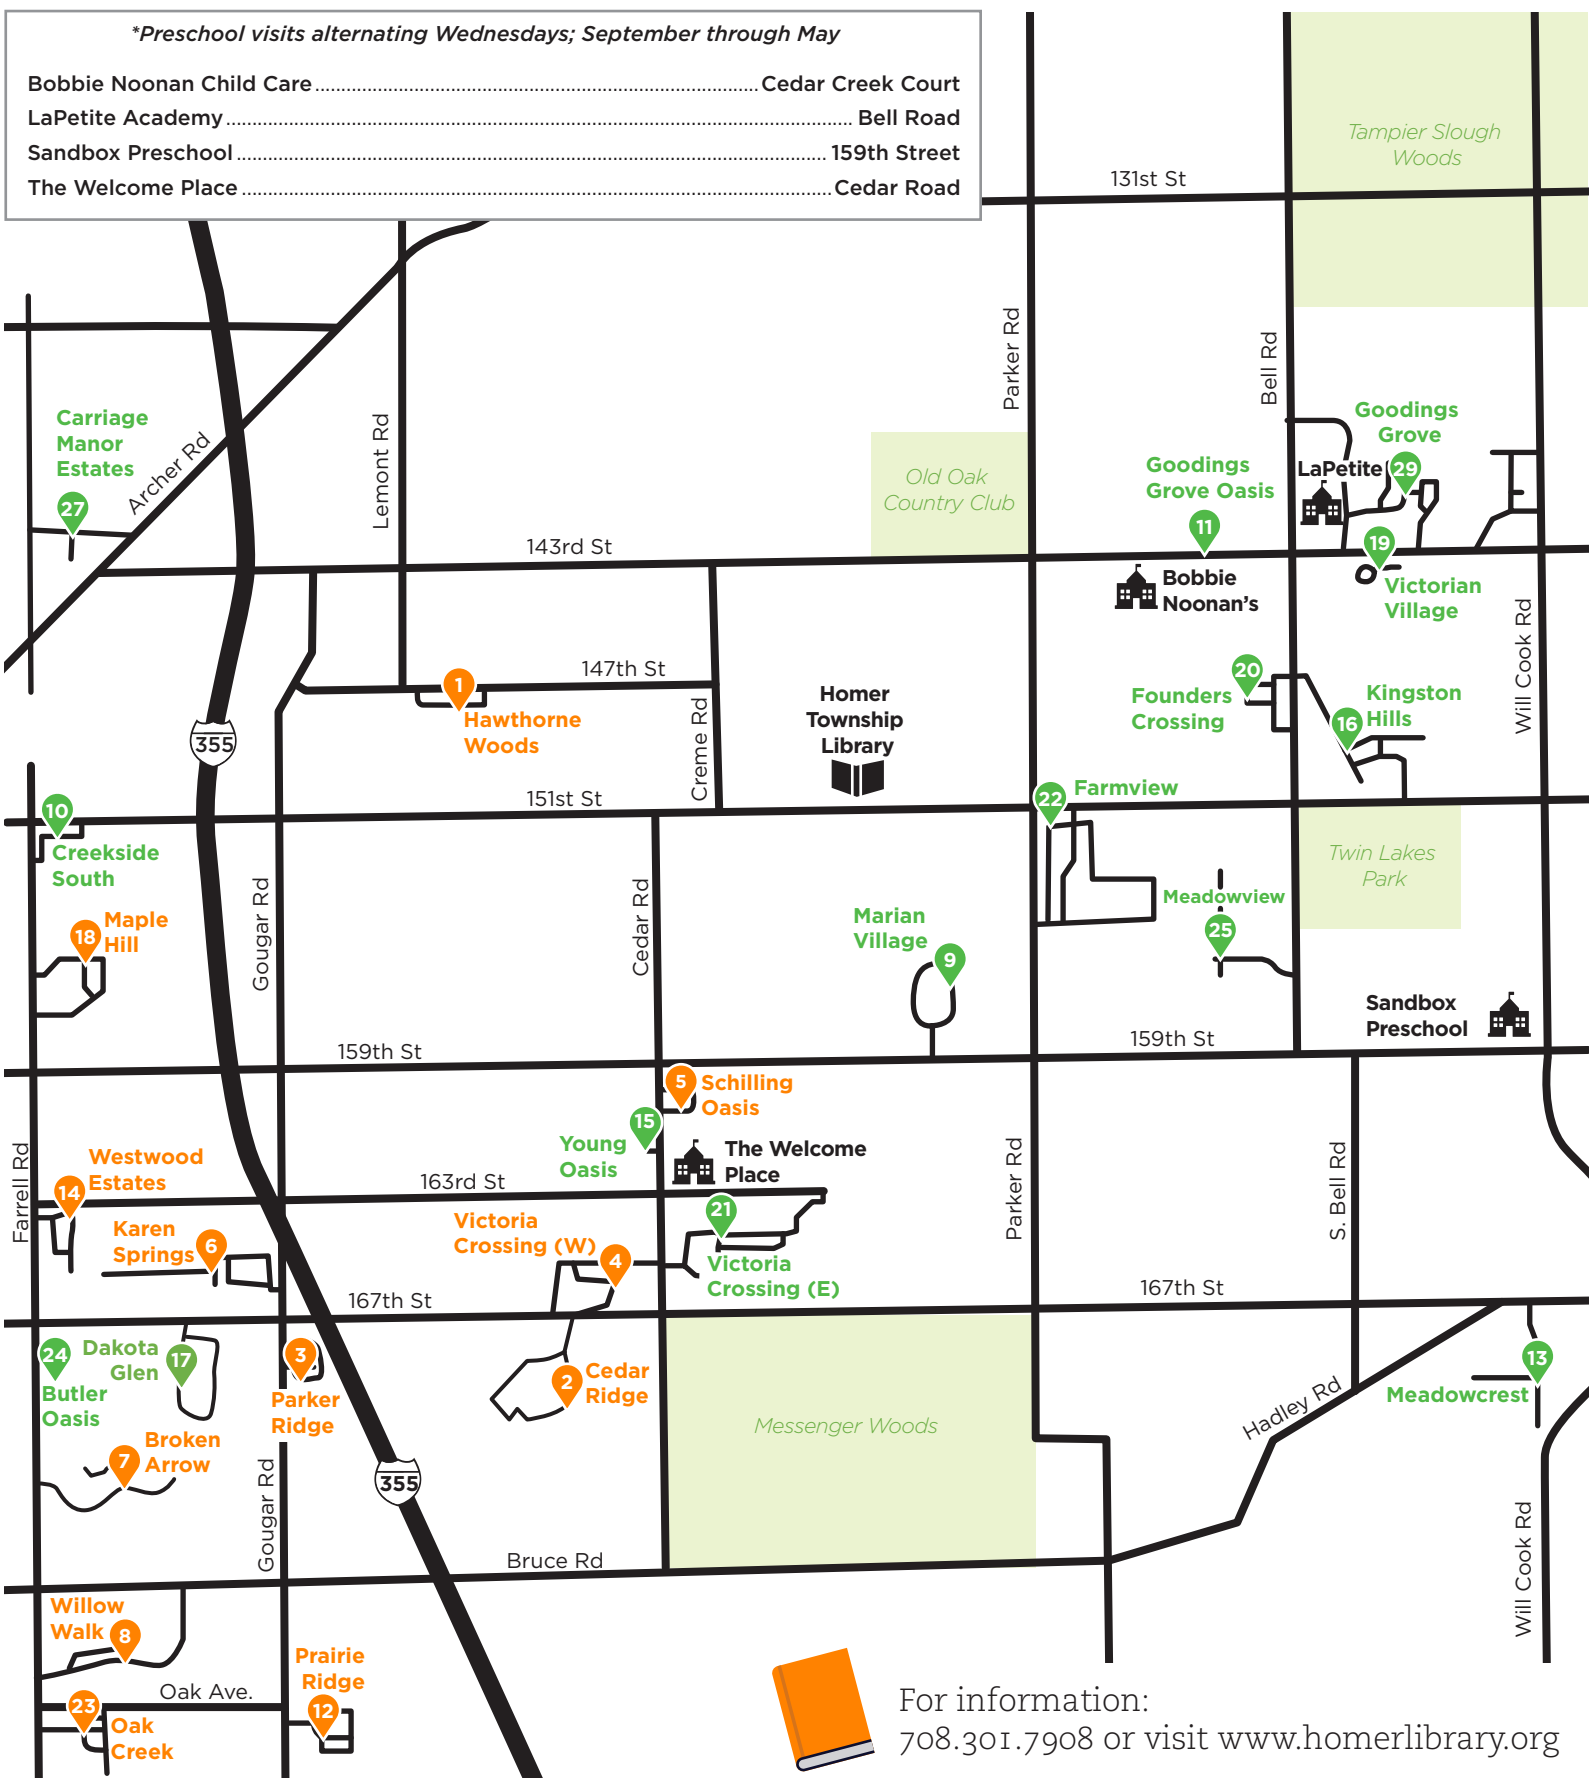 *Preschool visits alternating Wednesdays; September through May
Bobbie Noonan Child Care................Cedar Creek Court
LaPetite Academy................Bell Road
Sandbox Preschool................159th Street
The Welcome Place................Cedar Road
Tampier Slough
Woods
131st St
Parker Rd
Bell Rd
Carriage
Manor
Estates
27
Archer Rd
Lemont Rd
Old Oak
Country Club
Goodings
Grove
29
LaPetite
Goodings
Grove Oasis
11
19
Victorian
Village
143rd St
Bobbie
Noonan's
Will Cook Rd
147th St
1
Hawthorne
Woods
Creme Rd
Homer
Township
Library
20
Founders
Crossing
Kingston
Hills
16
355
151st St
10
Creekside
South
22
Farmview
Twin Lakes
Park
Meadowview
25
Maple
Hill
18
Gougar Rd
Cedar Rd
Marian
Village
9
Sandbox
Preschool
159th St
159th St
5
Schilling
Oasis
15
Young
Oasis
The Welcome
Place
Farrell Rd
Westwood
Estates
14
163rd St
Parker Rd
S. Bell Rd
Karen
Springs
6
Victoria
Crossing (W)
4
21
Victoria
Crossing (E)
167th St
167th St
24
Butler
Oasis
Dakota
Glen
17
3
Parker
Ridge
2
Cedar
Ridge
13
Meadowcrest
Hadley Rd
Messenger Woods
Broken
Arrow
7
355
Gougar Rd
Bruce Rd
Will Cook Rd
Willow
Walk
8
Prairie
Ridge
12
Oak Ave.
23
Oak
Creek
For information:
708.301.7908 or visit www.homerlibrary.org